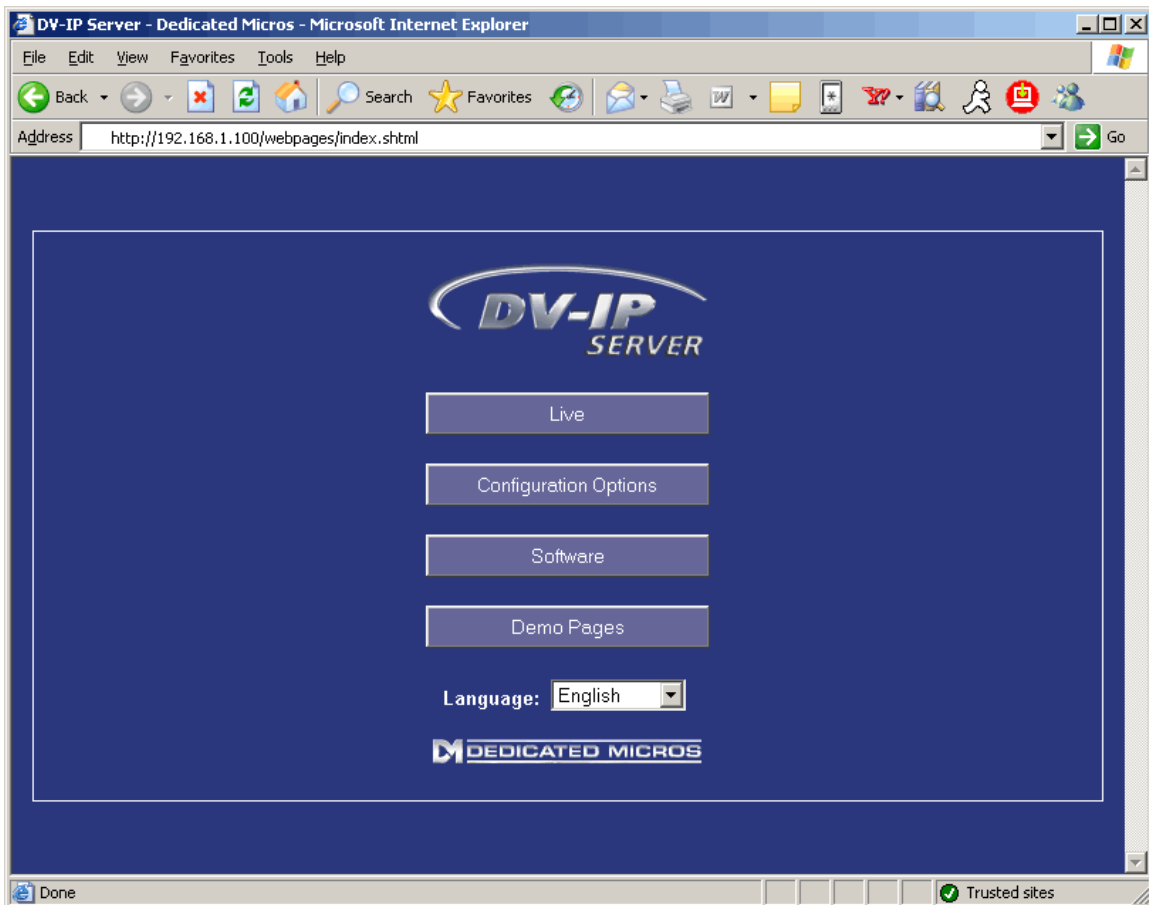 DV-IP Server - Dedicated Micros - Microsoft Internet Explorer
File Edit View Favorites Tools Help
Back Search Favorites
Address http://192.168.1.100/webpages/index.shtml Go
DV-IP
SERVER
Live
Configuration Options
Software
Demo Pages
Language: English
DM DEDICATED MICROS
Done Trusted sites